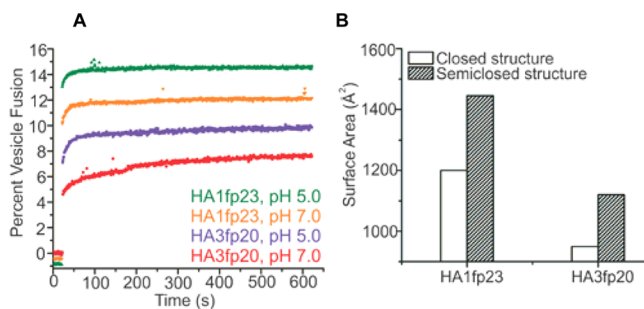 A
16
14
12
10
8
6
4
2
0
Percent Vesicle Fusion
HA1fp23, pH 5.0
HA1fp23, pH 7.0
HA3fp20, pH 5.0
HA3fp20, pH 7.0
0 100 200 300 400 500 600
Time (s)
B
1600
1400
1200
1000
Surface Area (Å²)
Closed structure
Semiclosed structure
HA1fp23 HA3fp20